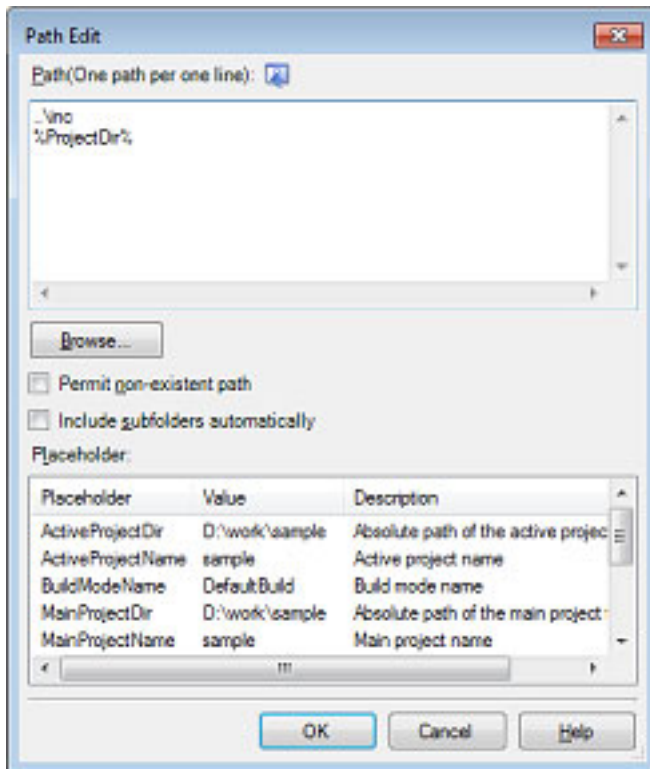 Path Edit
Path(One path per one line):
..\inc
%ProjectDir%
Browse...
Permit non-existent path
Include subfolders automatically
Placeholder:
Placeholder Value Description
ActiveProjectDir D:\work\sample Absolute path of the active projec
ActiveProjectName sample Active project name
BuildModeName DefaultBuild Build mode name
MainProjectDir D:\work\sample Absolute path of the main project
MainProjectName sample Main project name
OK Cancel Help